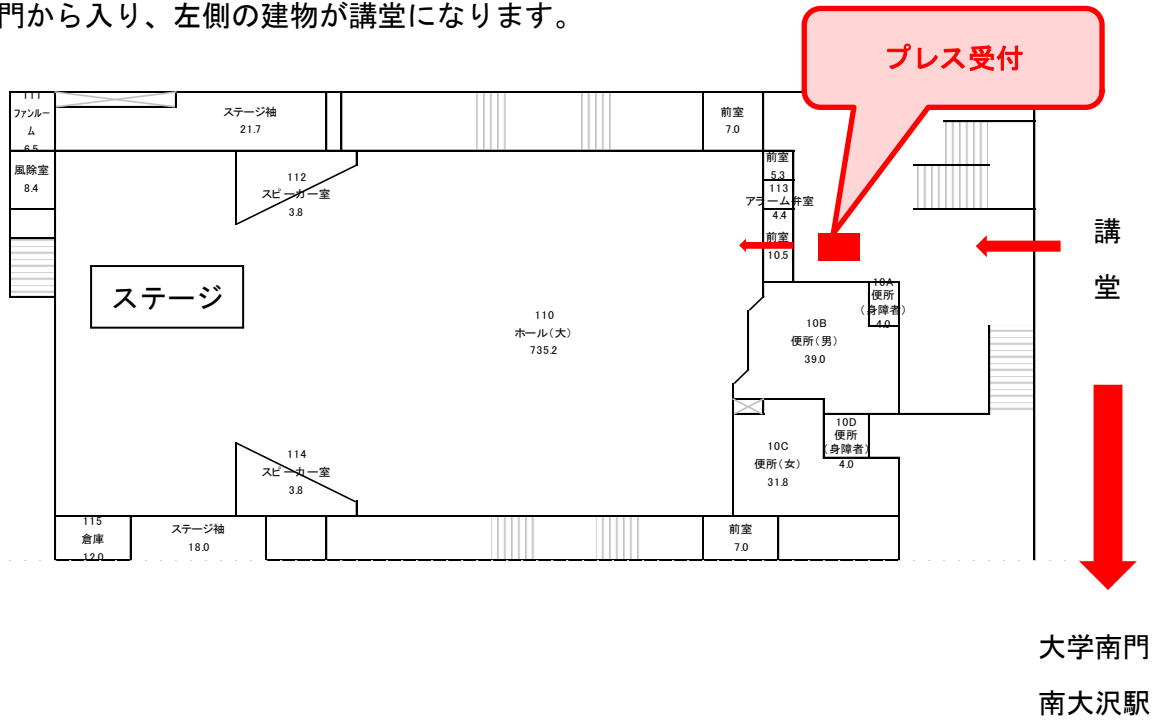 門から入り、左側の建物が講堂になります。
プレス受付
111
ファンルー
ム
6.5
ステージ袖
21.7
前室
7.0
風除室
8.4
112
スピーカー室
3.8
前室
5.3
113
アラーム弁室
4.4
前室
10.5
講
堂
ステージ
110
ホール(大)
735.2
10A
便所
(身障者)
4.0
10B
便所(男)
39.0
114
スピーカー室
3.8
10C
便所(女)
31.8
10D
便所
(身障者)
4.0
115
倉庫
12.0
ステージ袖
18.0
前室
7.0
大学南門
南大沢駅